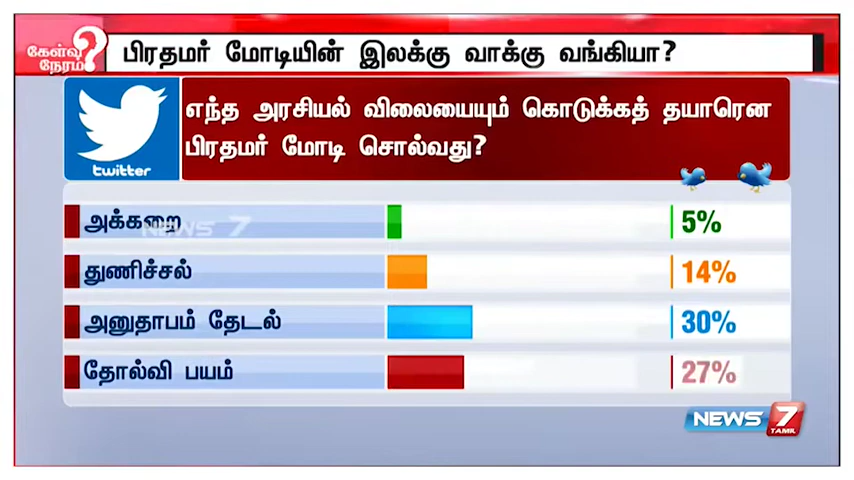 கேள்வி
நேரம்
?
பிரதமர் மோடியின் இலக்கு வாக்கு வங்கியா?
twitter
எந்த அரசியல் விலையையும் கொடுக்கத் தயாரென
பிரதமர் மோடி சொல்வது?
அக்கறை 5%
NEWS 7
துணிச்சல் 14%
அனுதாபம் தேடல் 30%
தோல்வி பயம் 27%
NEWS 7
TAMIL